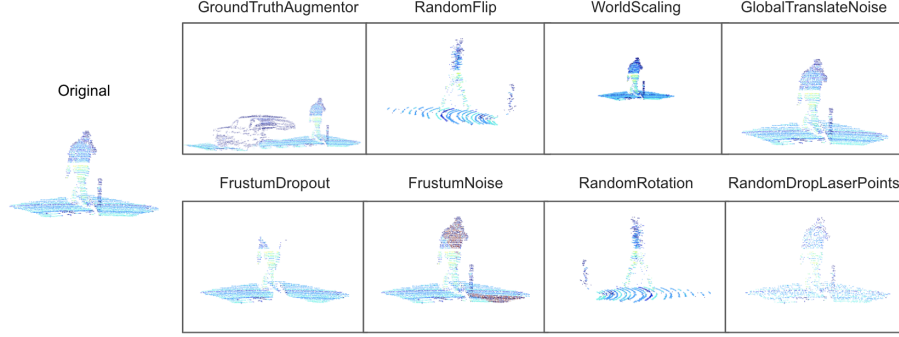 GroundTruthAugmentor
RandomFlip
WorldScaling
GlobalTranslateNoise
Original
FrustumDropout
FrustumNoise
RandomRotation
RandomDropLaserPoints